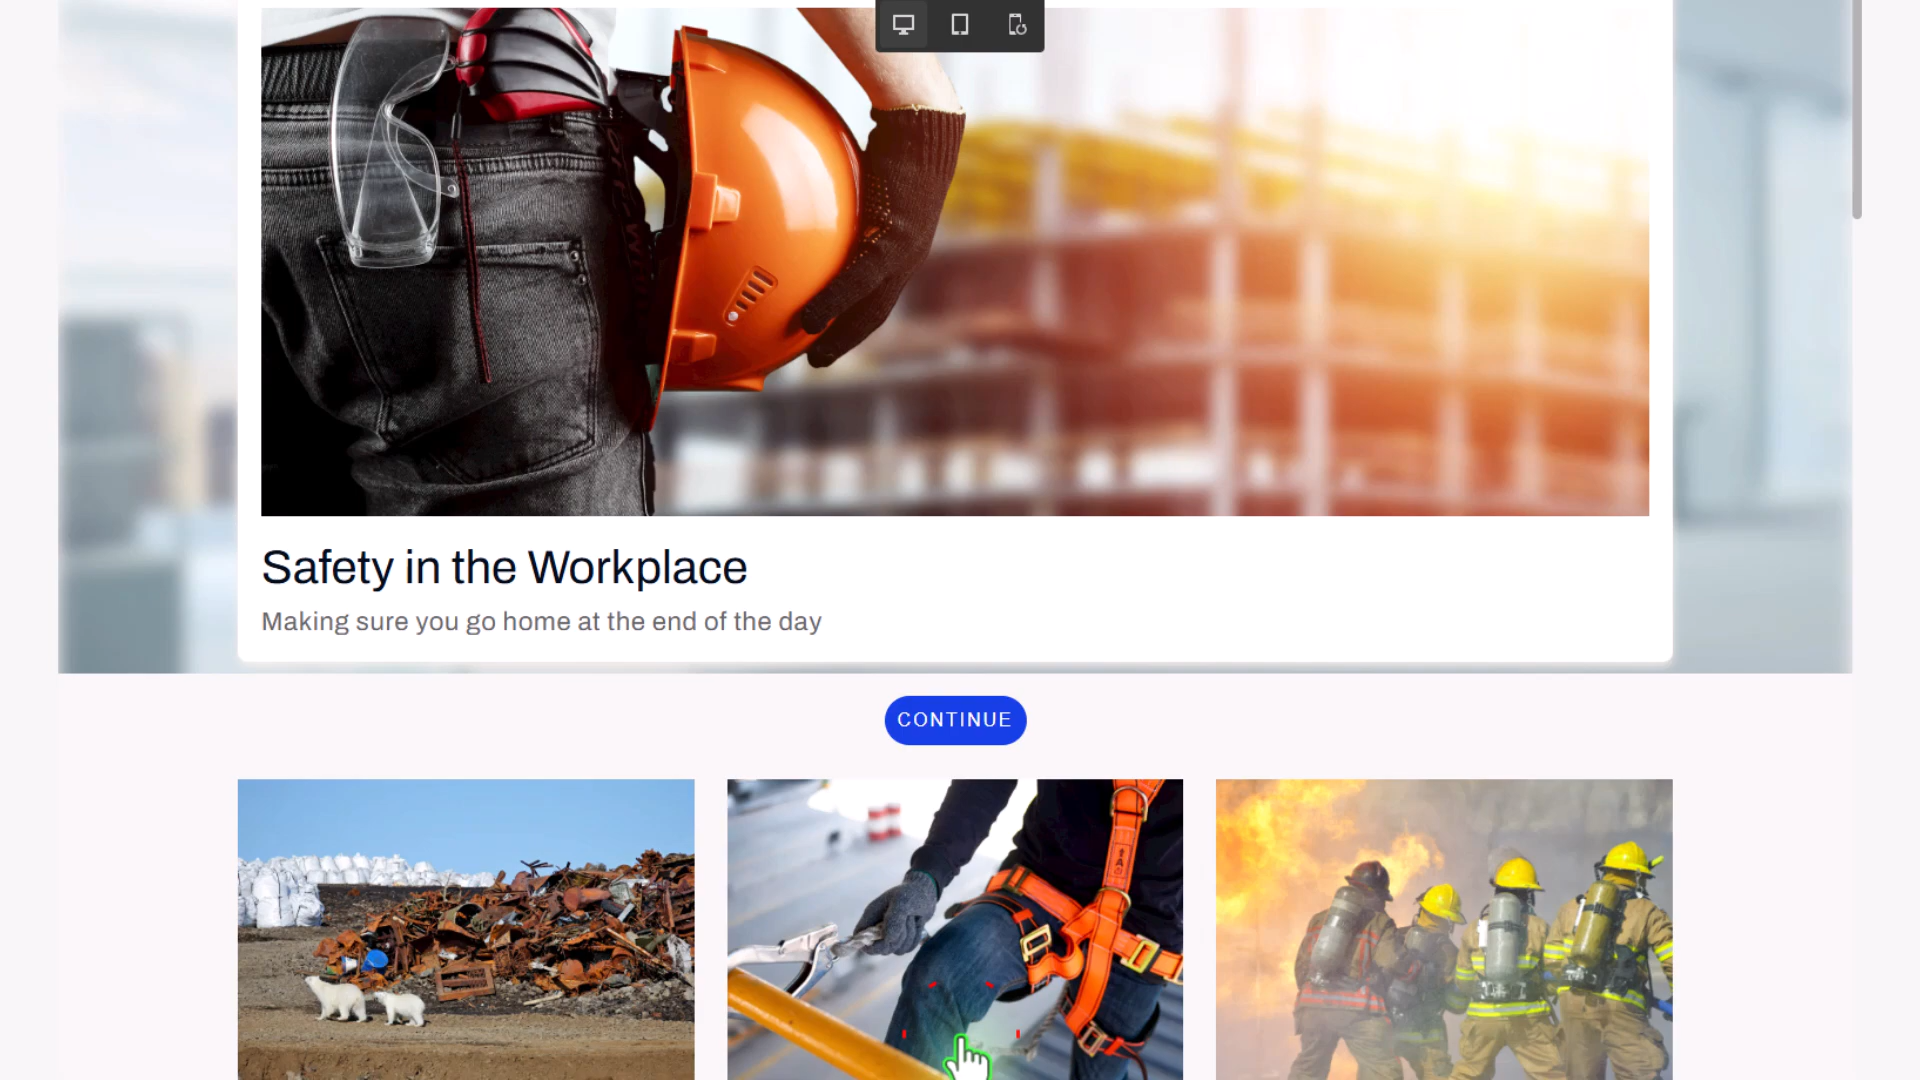 Safety in the Workplace
Making sure you go home at the end of the day
CONTINUE